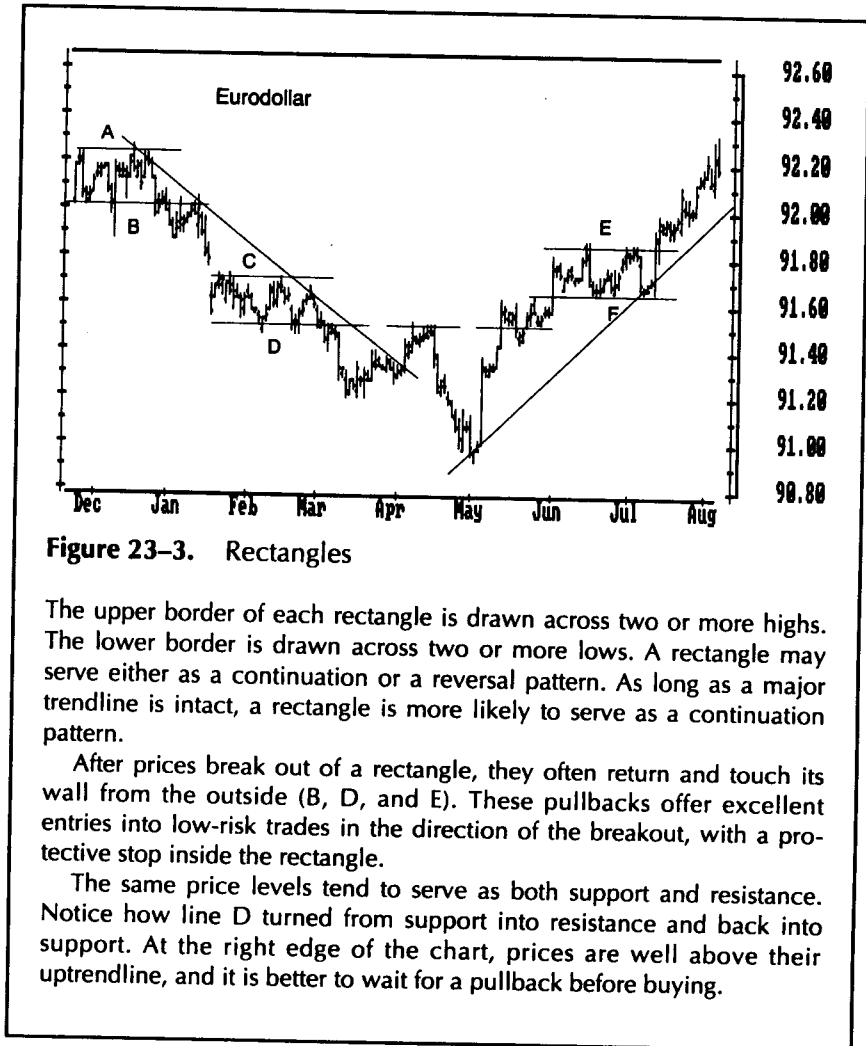 92.60
Eurodollar
92.40
A
92.20
B
92.00
E
C
91.80
F
91.60
D
91.40
91.20
91.00
90.80
Dec Jan Feb Mar Apr May Jun Jul Aug
Figure 23–3. Rectangles
The upper border of each rectangle is drawn across two or more highs.
The lower border is drawn across two or more lows. A rectangle may
serve either as a continuation or a reversal pattern. As long as a major
trendline is intact, a rectangle is more likely to serve as a continuation
pattern.
After prices break out of a rectangle, they often return and touch its
wall from the outside (B, D, and E). These pullbacks offer excellent
entries into low-risk trades in the direction of the breakout, with a pro-
tective stop inside the rectangle.
The same price levels tend to serve as both support and resistance.
Notice how line D turned from support into resistance and back into
support. At the right edge of the chart, prices are well above their
uptrendline, and it is better to wait for a pullback before buying.